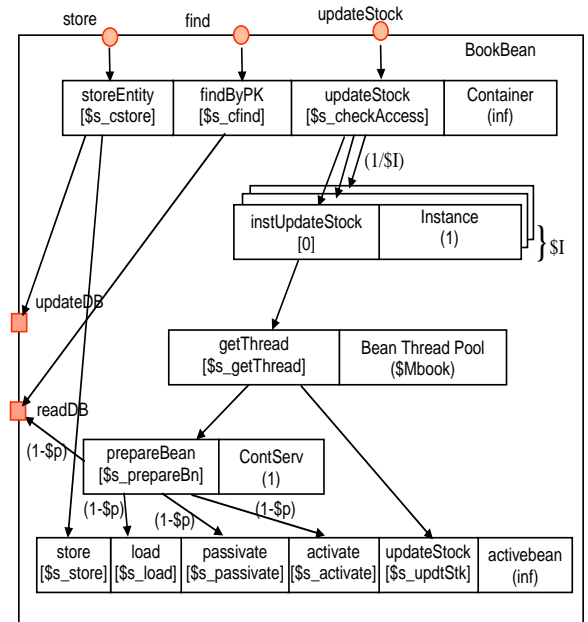 store
find
updateStock
BookBean
storeEntity
[$s_cstore]
findByPK
[$s_cfind]
updateStock
[$s_checkAccess]
Container
(inf)
(1/$I)
instUpdateStock
[0]
Instance
(1)
} $I
updateDB
getThread
[$s_getThread]
Bean Thread Pool
($Mbook)
readDB
(1-$p)
prepareBean
[$s_prepareBn]
ContServ
(1)
(1-$p)
(1-$p)
(1-$p)
store
[$s_store]
load
[$s_load]
passivate
[$s_passivate]
activate
[$s_activate]
updateStock
[$s_updtStk]
activebean
(inf)